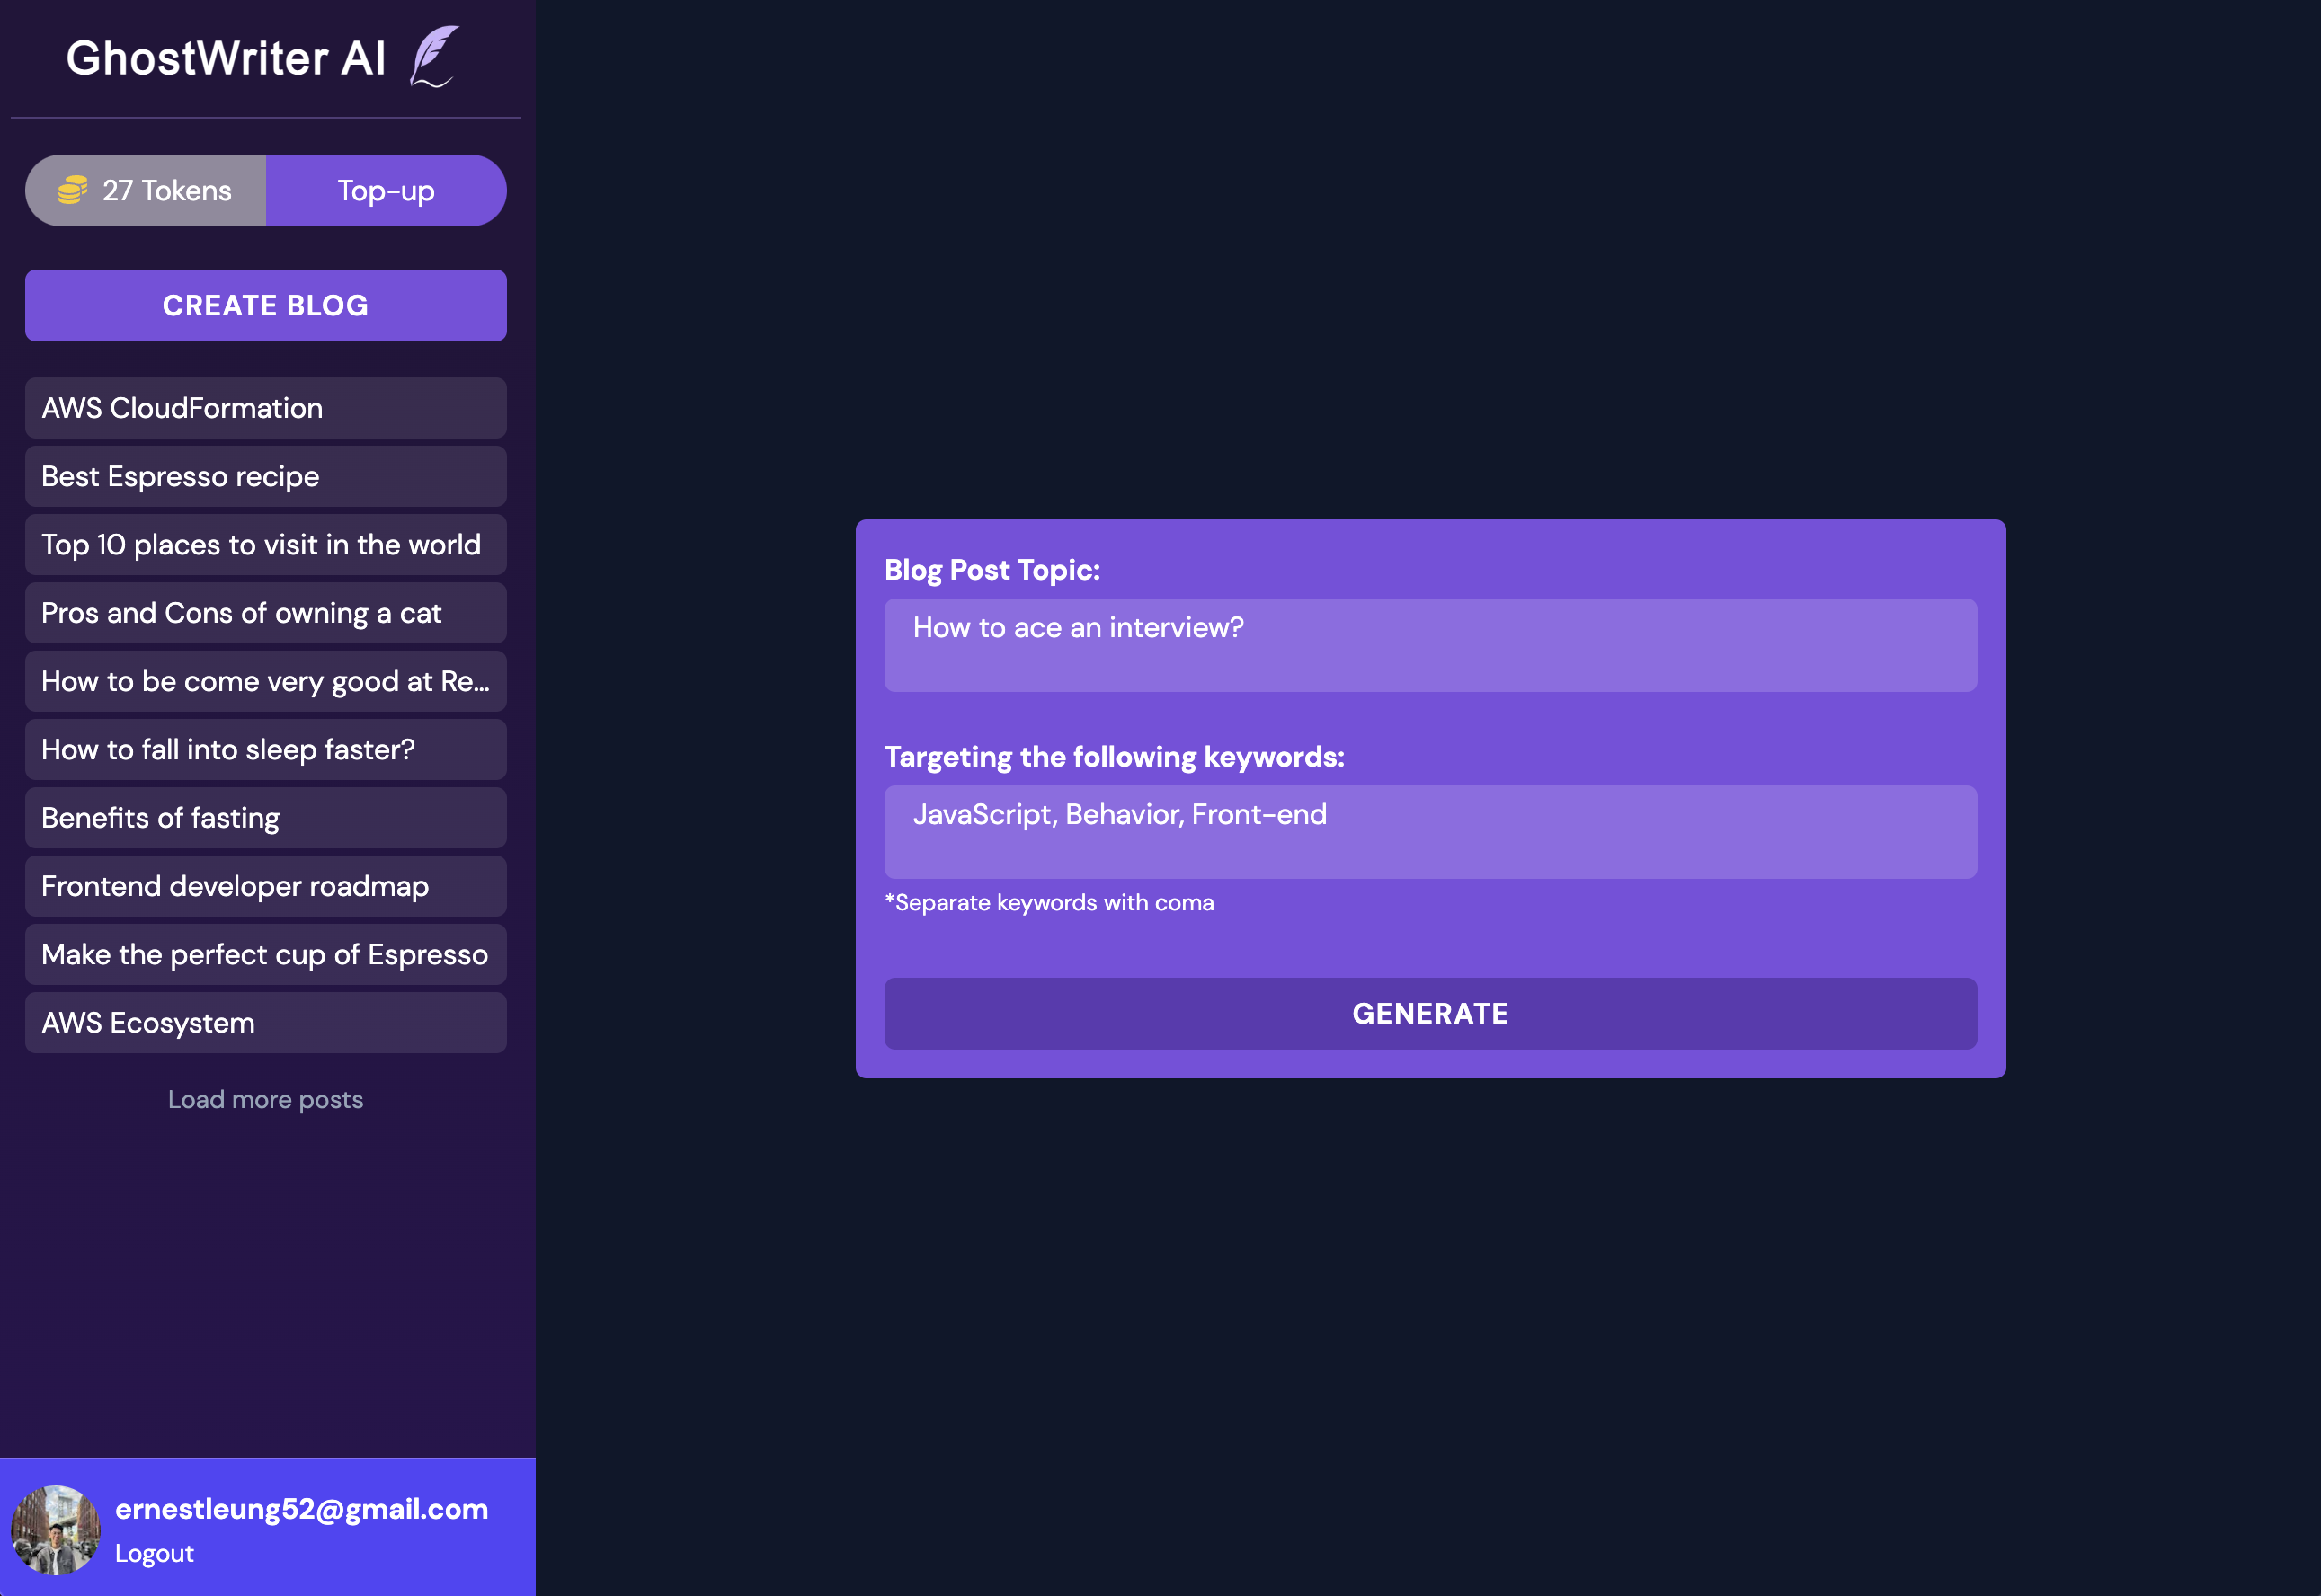 GhostWriter AI
27 Tokens
Top-up
CREATE BLOG
AWS CloudFormation
Best Espresso recipe
Top 10 places to visit in the world
Pros and Cons of owning a cat
How to be come very good at Re...
How to fall into sleep faster?
Benefits of fasting
Frontend developer roadmap
Make the perfect cup of Espresso
AWS Ecosystem
Load more posts
ernestleung52@gmail.com
Logout
Blog Post Topic:
How to ace an interview?
Targeting the following keywords:
JavaScript, Behavior, Front-end
*Separate keywords with coma
GENERATE